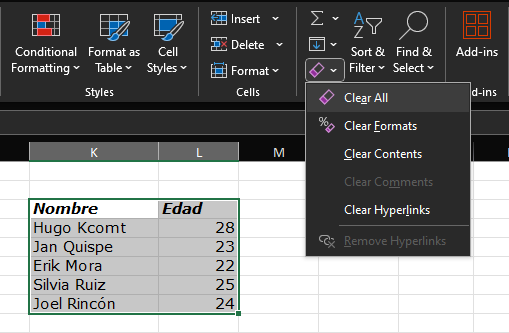 Conditional
Formatting
Format as
Table
Cell
Styles
Styles
Insert
Delete
Format
Cells
Sort &
Filter
Find &
Select
Add-ins
Clear All
Clear Formats
Clear Contents
Clear Comments
Clear Hyperlinks
Remove Hyperlinks
dd-ins
K L M
Nombre Edad
Hugo Kcomt 28
Jan Quispe 23
Erik Mora 22
Silvia Ruiz 25
Joel Rincón 24